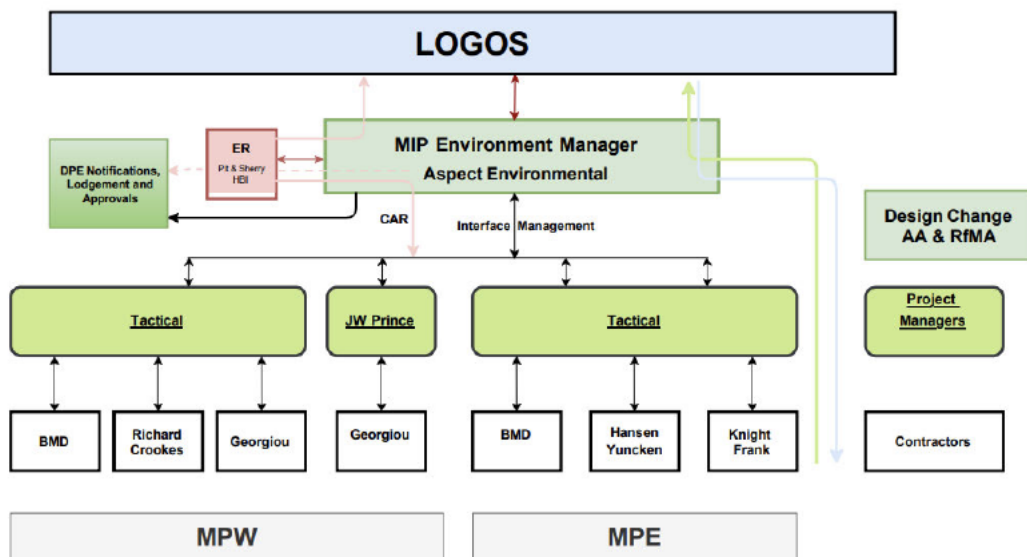 LOGOS
MIP Environment Manager
Aspect Environmental
ER
Pit & Sherry
HBII
DPE Notifications,
Lodgement and
Approvals
CAR
Interface Management
Design Change
AA & RfMA
Tactical
JW Prince
Tactical
Project
Managers
BMD
Richard
Crookes
Georgiou
Georgiou
BMD
Hansen
Yuncken
Knight
Frank
Contractors
MPW
MPE